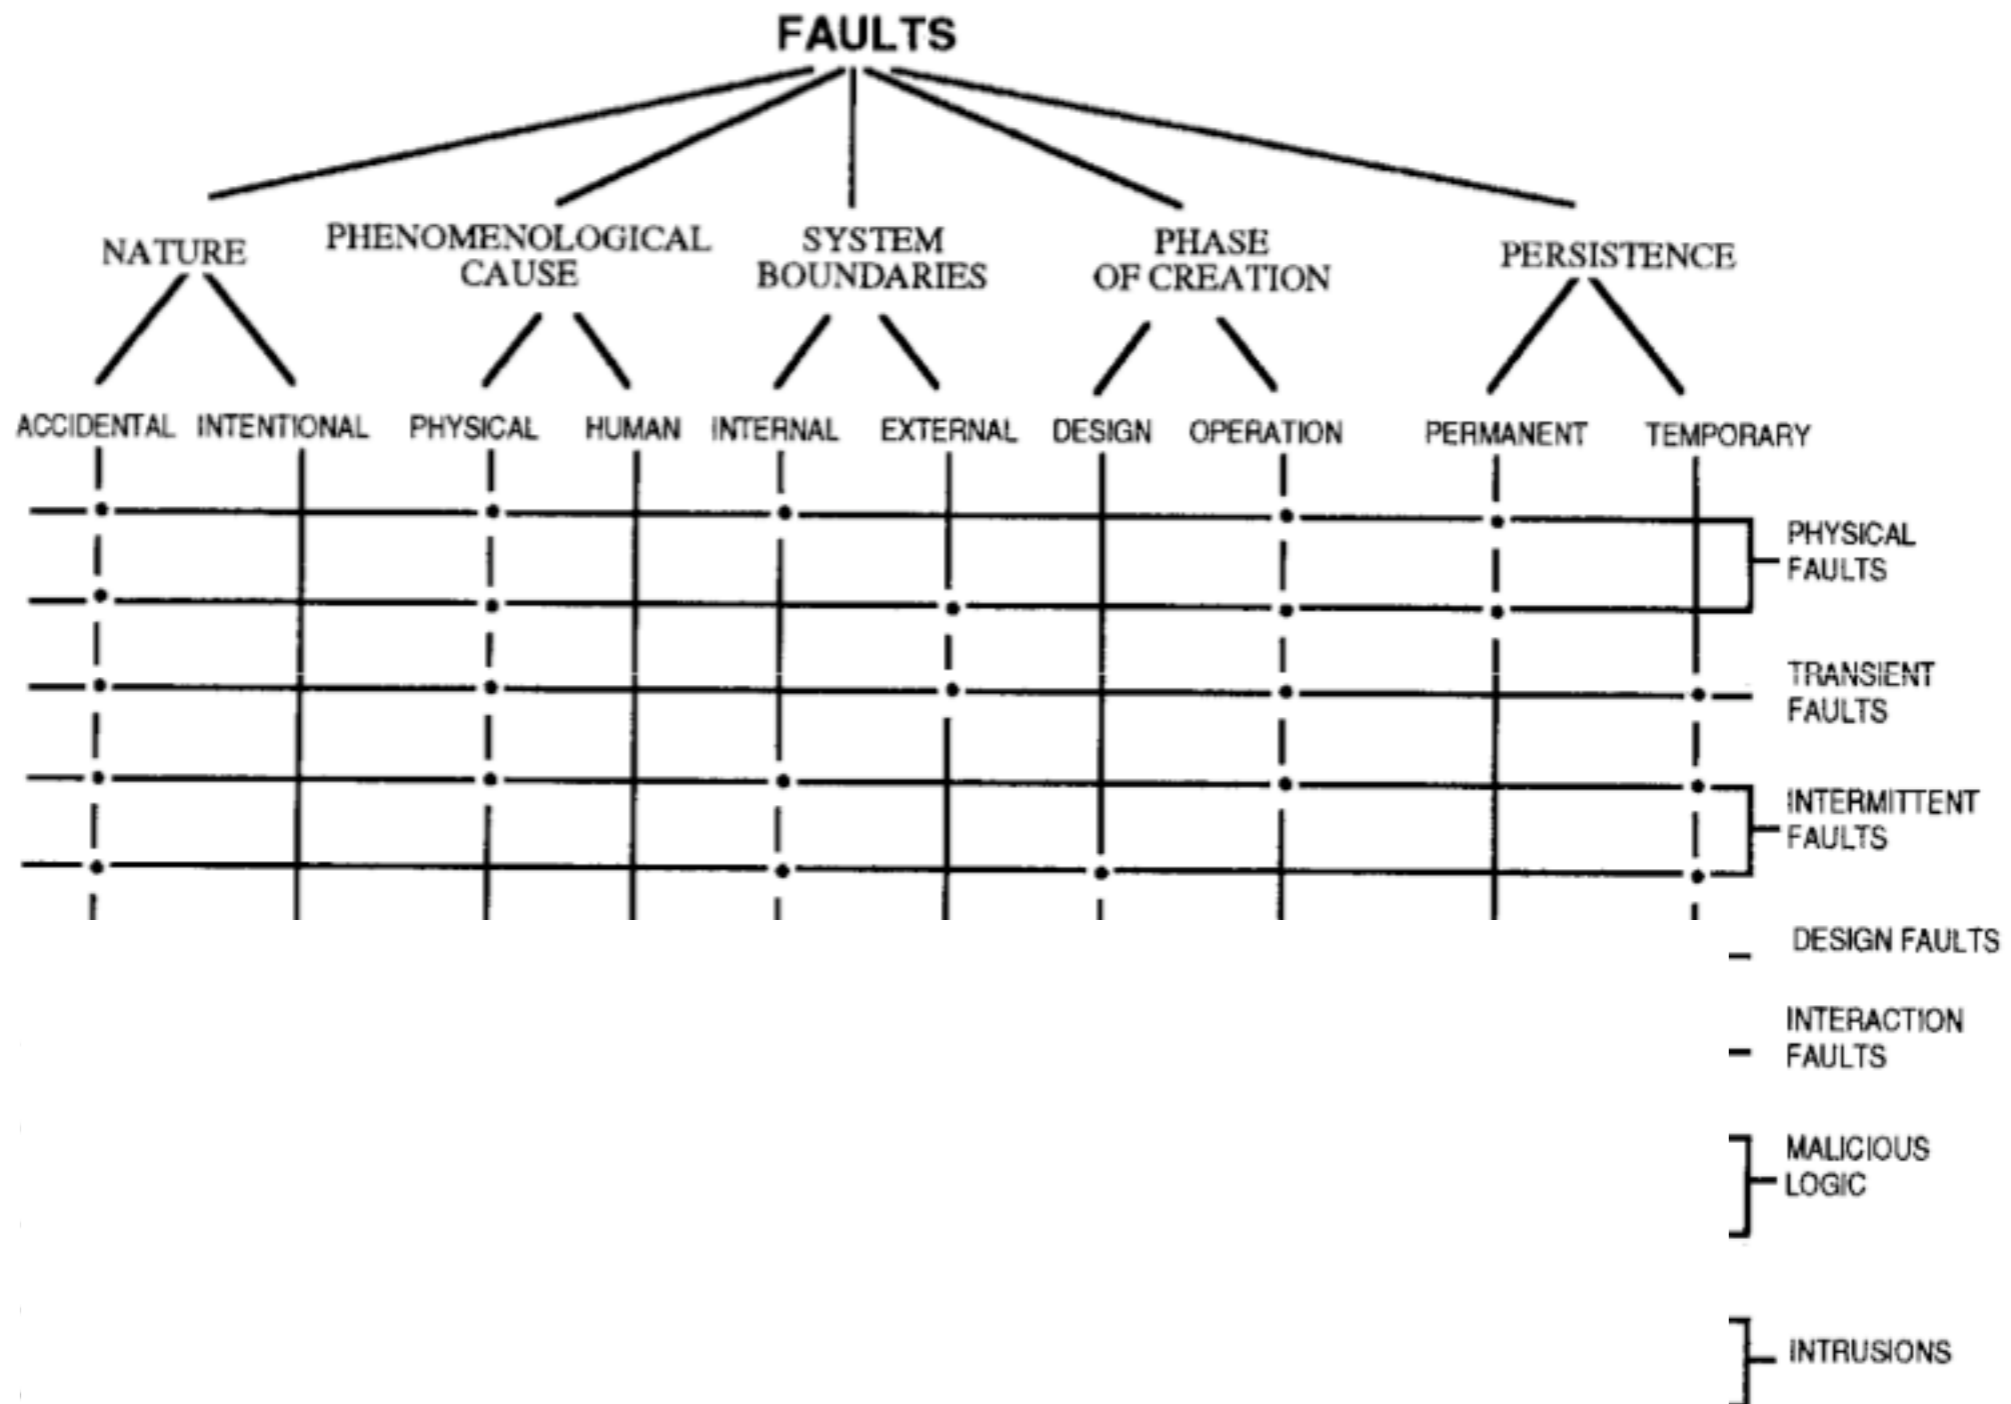 FAULTS
NATURE
PHENOMENOLOGICAL
CAUSE
SYSTEM
BOUNDARIES
PHASE
OF CREATION
PERSISTENCE
ACCIDENTAL
INTENTIONAL
PHYSICAL
HUMAN
INTERNAL
EXTERNAL
DESIGN
OPERATION
PERMANENT
TEMPORARY
PHYSICAL
FAULTS
TRANSIENT
FAULTS
INTERMITTENT
FAULTS
DESIGN FAULTS
INTERACTION
FAULTS
MALICIOUS
LOGIC
INTRUSIONS